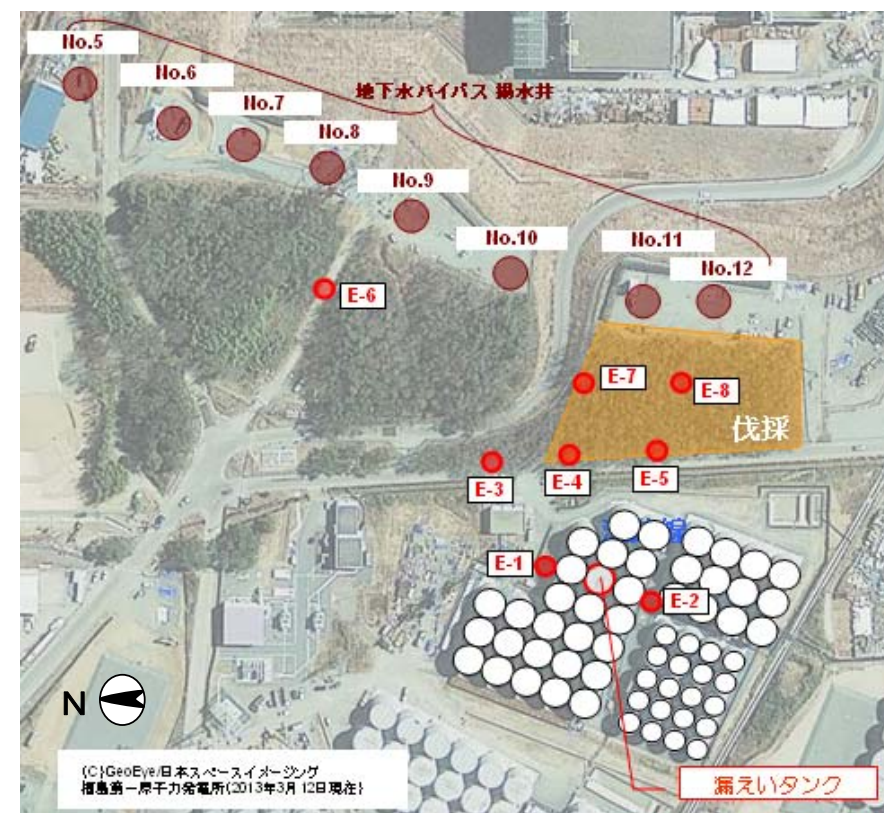 No.5
No.6
No.7
地下水バイパス 揚水井
No.8
No.9
No.10
No.11
No.12
E-6
E-7
E-8
伐採
E-3
E-4
E-5
E-1
E-2
N
(C)GeoEye/日本スペースイメージング
福島第一原子力発電所(2013年3月12日現在)
漏えいタンク